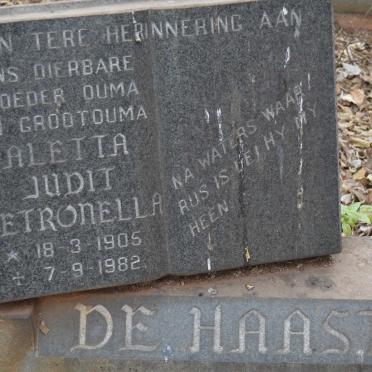 N TERE HERINNERING AAN
NS DIERBARE
OEDER OUMA
N GROOTOUMA
ALETTA
JUDIT
ETRONELLA
* 18·3·1905
÷ 7-9-1982
NA WATERS WAAR
RUS IS LEI HY MY
HEEN
DE HAAS